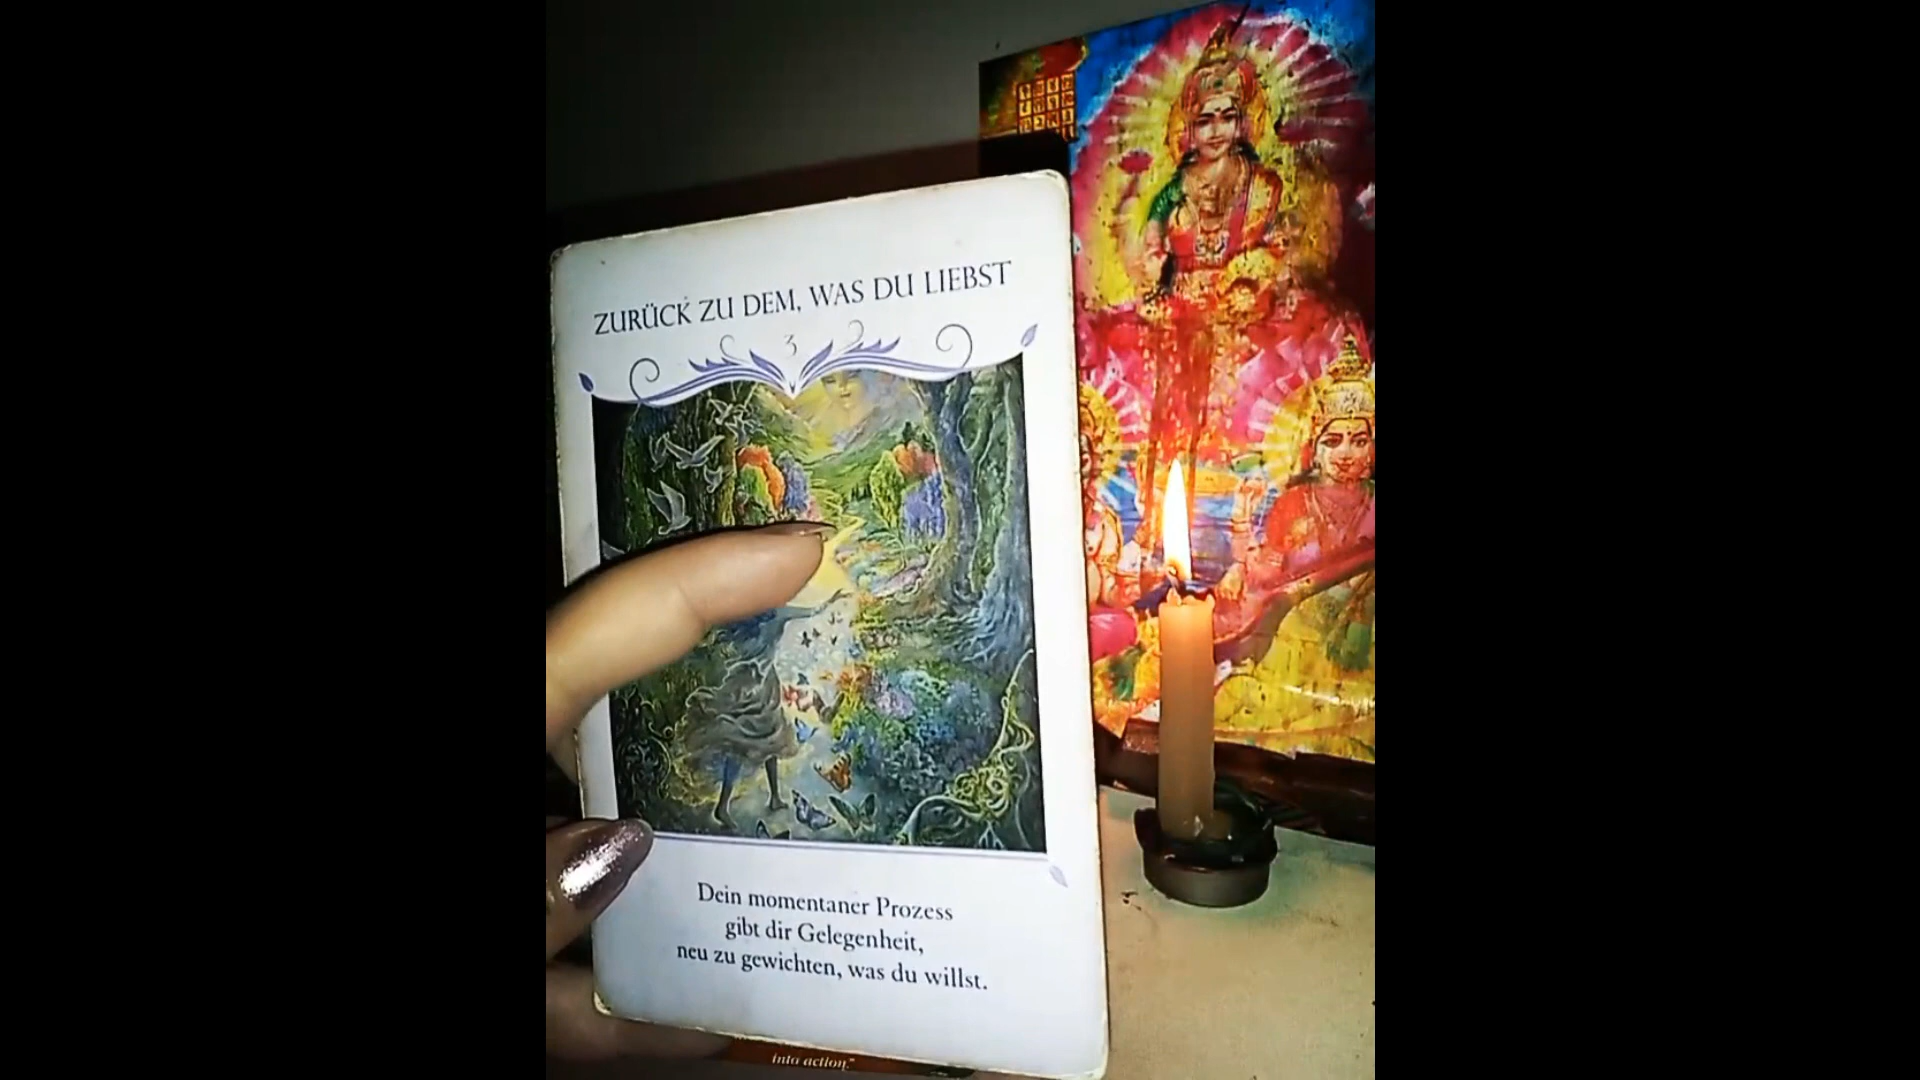 ZURÜCK ZU DEM, WAS DU LIEBST
3
Dein momentaner Prozess
gibt dir Gelegenheit,
neu zu gewichten, was du willst.
into action."